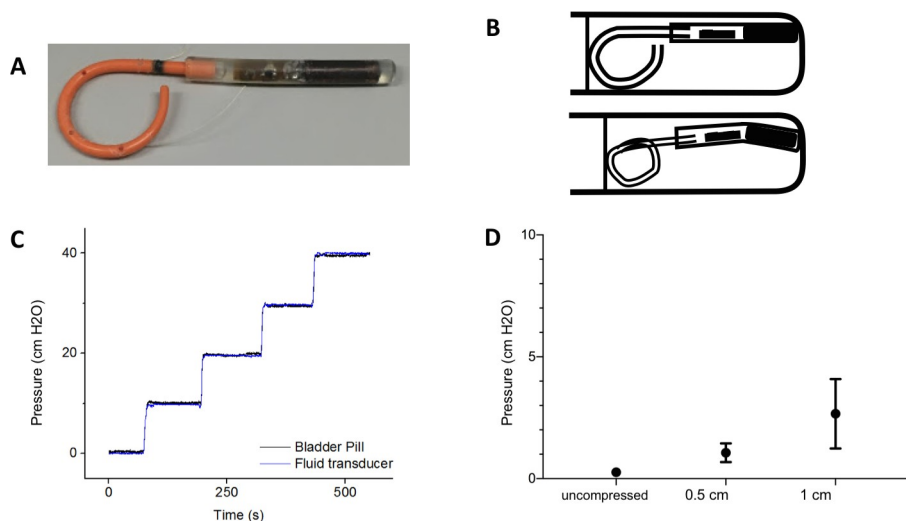 A
B
C
Pressure (cm H2O)
40
20
0
0
250
500
Time (s)
Bladder Pill
Fluid transducer
D
Pressure (cm H2O)
10
5
0
uncompressed
0.5 cm
1 cm